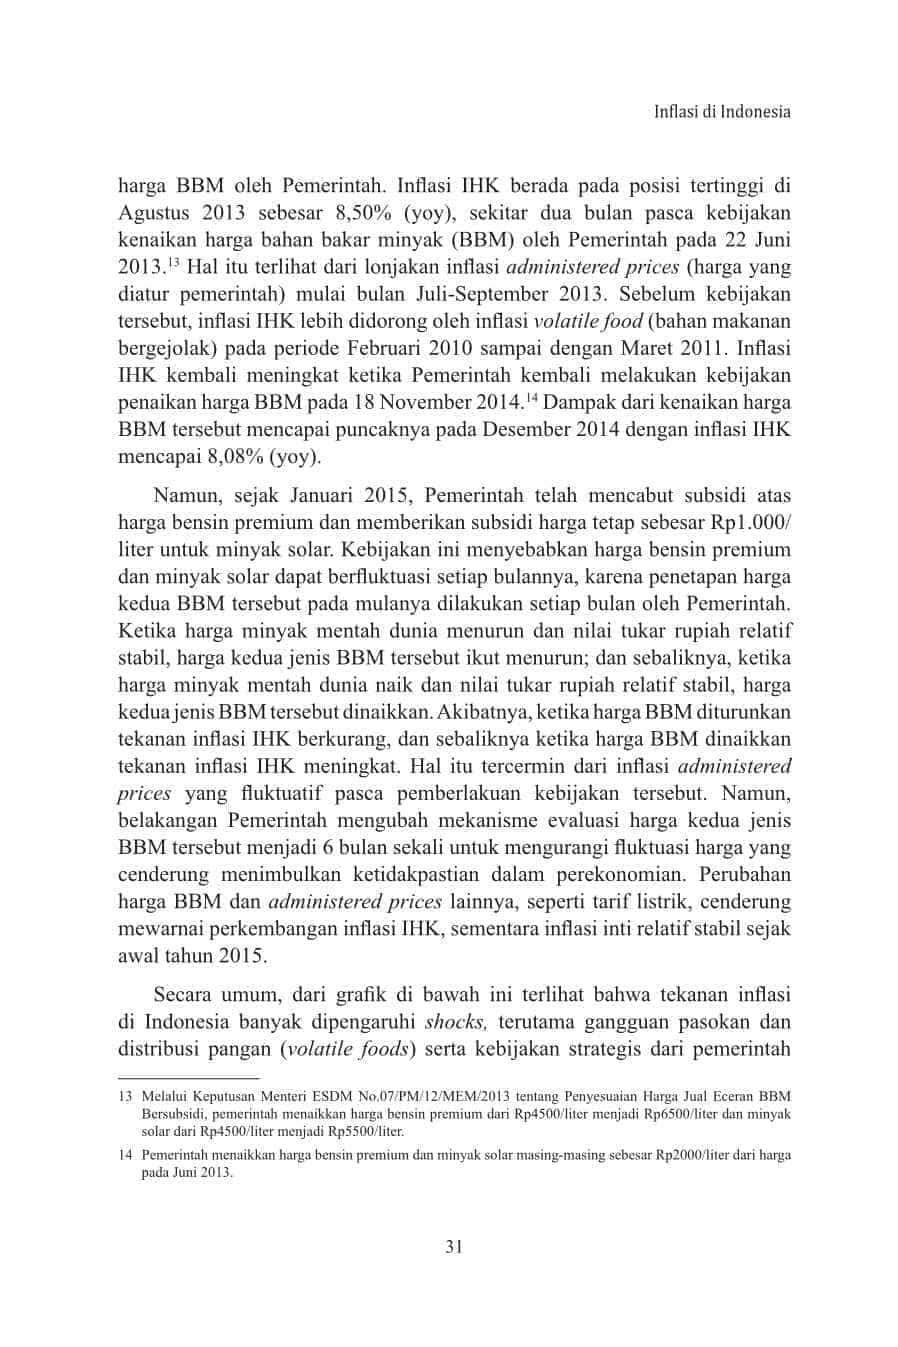 Inflasi di Indonesia
harga BBM oleh Pemerintah. Inflasi IHK berada pada posisi tertinggi di
Agustus 2013 sebesar 8,50% (yoy), sekitar dua bulan pasca kebijakan
kenaikan harga bahan bakar minyak (BBM) oleh Pemerintah pada 22 Juni
2013.13 Hal itu terlihat dari lonjakan inflasi administered prices (harga yang
diatur pemerintah) mulai bulan Juli-September 2013. Sebelum kebijakan
tersebut, inflasi IHK lebih didorong oleh inflasi volatile food (bahan makanan
bergejolak) pada periode Februari 2010 sampai dengan Maret 2011. Inflasi
IHK kembali meningkat ketika Pemerintah kembali melakukan kebijakan
penaikan harga BBM pada 18 November 2014.14 Dampak dari kenaikan harga
BBM tersebut mencapai puncaknya pada Desember 2014 dengan inflasi IHK
mencapai 8,08% (yoy).
Namun, sejak Januari 2015, Pemerintah telah mencabut subsidi atas
harga bensin premium dan memberikan subsidi harga tetap sebesar Rp1.000/
liter untuk minyak solar. Kebijakan ini menyebabkan harga bensin premium
dan minyak solar dapat berfluktuasi setiap bulannya, karena penetapan harga
kedua BBM tersebut pada mulanya dilakukan setiap bulan oleh Pemerintah.
Ketika harga minyak mentah dunia menurun dan nilai tukar rupiah relatif
stabil, harga kedua jenis BBM tersebut ikut menurun; dan sebaliknya, ketika
harga minyak mentah dunia naik dan nilai tukar rupiah relatif stabil, harga
kedua jenis BBM tersebut dinaikkan. Akibatnya, ketika harga BBM diturunkan
tekanan inflasi IHK berkurang, dan sebaliknya ketika harga BBM dinaikkan
tekanan inflasi IHK meningkat. Hal itu tercermin dari inflasi administered
prices yang fluktuatif pasca pemberlakuan kebijakan tersebut. Namun,
belakangan Pemerintah mengubah mekanisme evaluasi harga kedua jenis
BBM tersebut menjadi 6 bulan sekali untuk mengurangi fluktuasi harga yang
cenderung menimbulkan ketidakpastian dalam perekonomian. Perubahan
harga BBM dan administered prices lainnya, seperti tarif listrik, cenderung
mewarnai perkembangan inflasi IHK, sementara inflasi inti relatif stabil sejak
awal tahun 2015.
Secara umum, dari grafik di bawah ini terlihat bahwa tekanan inflasi
di Indonesia banyak dipengaruhi shocks, terutama gangguan pasokan dan
distribusi pangan (volatile foods) serta kebijakan strategis dari pemerintah
13 Melalui Keputusan Menteri ESDM No.07/PM/12/MEM/2013 tentang Penyesuaian Harga Jual Eceran BBM
Bersubsidi, pemerintah menaikkan harga bensin premium dari Rp4500/liter menjadi Rp6500/liter dan minyak
solar dari Rp4500/liter menjadi Rp5500/liter.
14 Pemerintah menaikkan harga bensin premium dan minyak solar masing-masing sebesar Rp2000/liter dari harga
pada Juni 2013.
31